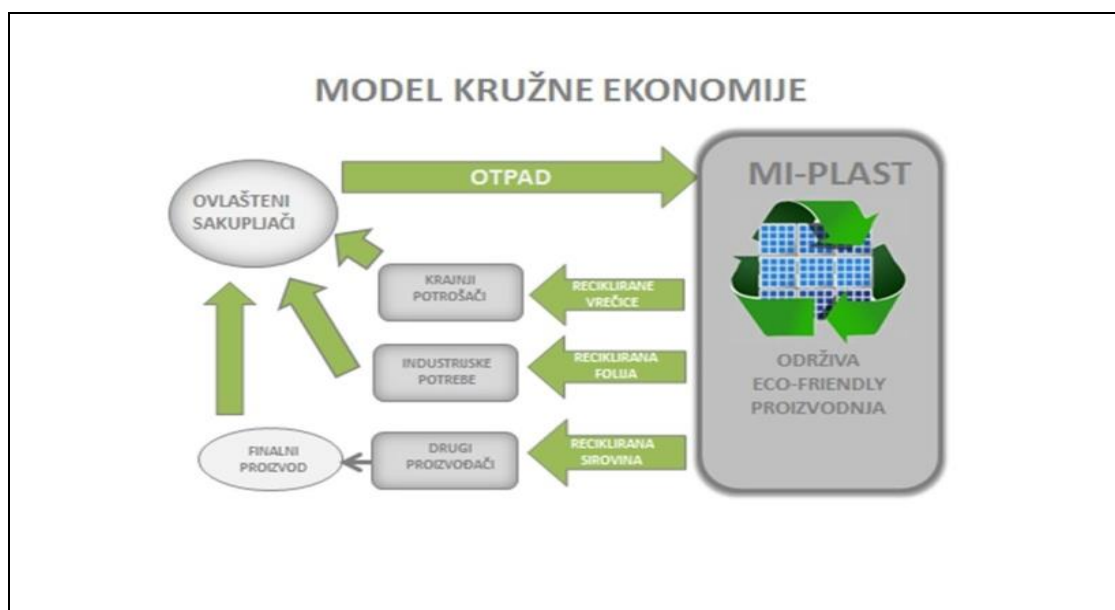 MODEL KRUŽNE EKONOMIJE
OVLAŠTENI
SAKUPLJAČI
OTPAD
MI-PLAST
KRAJNJI
POTROŠAČI
RECIKLIRANE
VREČICE
INDUSTRIJSKE
POTREBE
RECIKLIRANA
FOLIJA
ODRŽIVA
ECO-FRIENDLY
PROIZVODNJA
FINALNI
PROIZVOD
DRUGI
PROIZVOĐAČI
RECIKLIRANA
SIROVINA